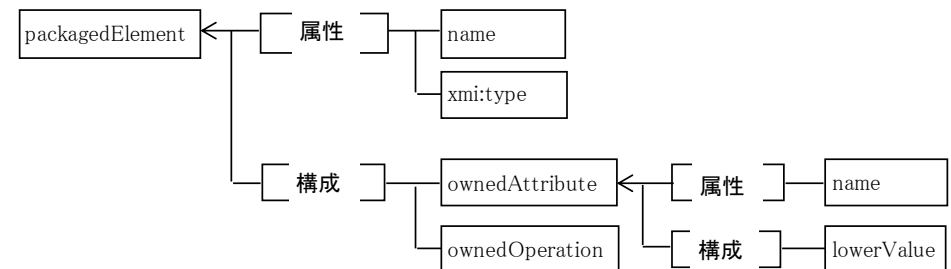 packagedElement
属性
name
xmi:type
構成
ownedAttribute
属性
name
ownedOperation
構成
lowerValue